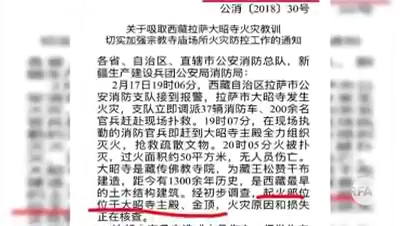 公消〔2018〕30号
关于吸取西藏拉萨大昭寺火灾教训
切实加强宗教寺庙场所火灾防控工作的通知
各省、自治区、直辖市公安消防总队，新
疆生产建设兵团公安局消防局：
2月17日19时06分，西藏自治区拉萨市公
安消防支队接到报警，拉萨市大昭寺发生
火灾，支队立即调派37辆消防车、200余名
官兵赶赴现场扑救。19时07分，在现场执
勤的消防官兵即赶到大昭寺主殿全力组织
灭火，抢救疏散文物。20时05分火被扑
灭，过火面积约50平方米，无人员伤亡。
大昭寺是藏传佛教寺院，为藏王松赞干布
建造，距今有1300余年历史，是西藏最早
的土木结构建筑。经初步调查，起火部位
位于大昭寺主殿、金顶，火灾原因和损失
正在核查。
RFA